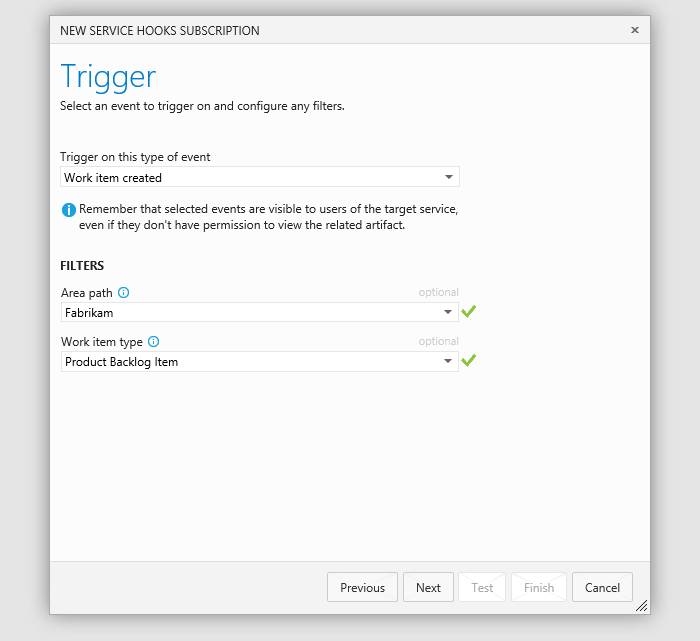 NEW SERVICE HOOKS SUBSCRIPTION
Trigger
Select an event to trigger on and configure any filters.
Trigger on this type of event
Work item created
Remember that selected events are visible to users of the target service,
even if they don't have permission to view the related artifact.
FILTERS
Area path optional
Fabrikam
Work item type optional
Product Backlog Item
Previous Next Test Finish Cancel